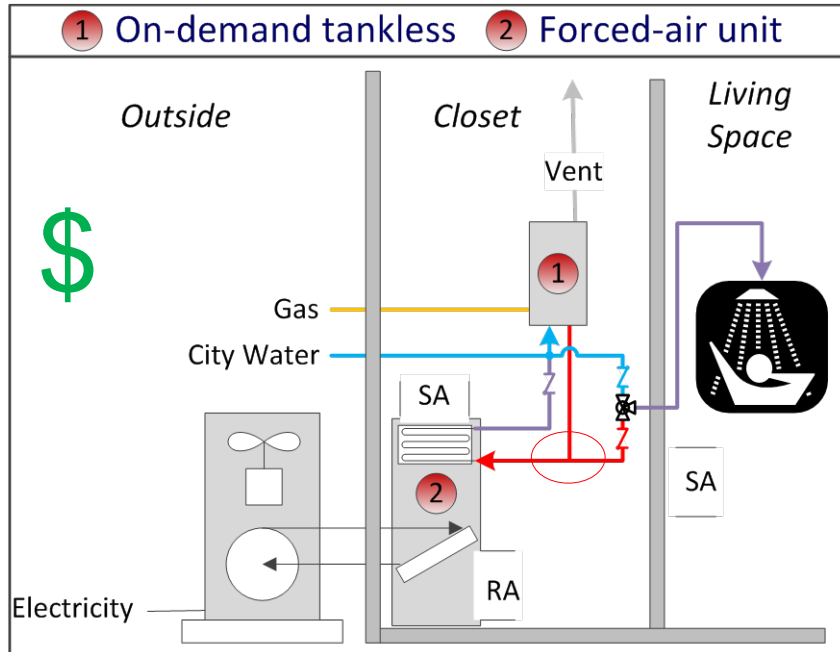 1 On-demand tankless 2 Forced-air unit
Outside
Closet
Living
Space
Vent
$
1
Gas
City Water
SA
2
SA
RA
Electricity